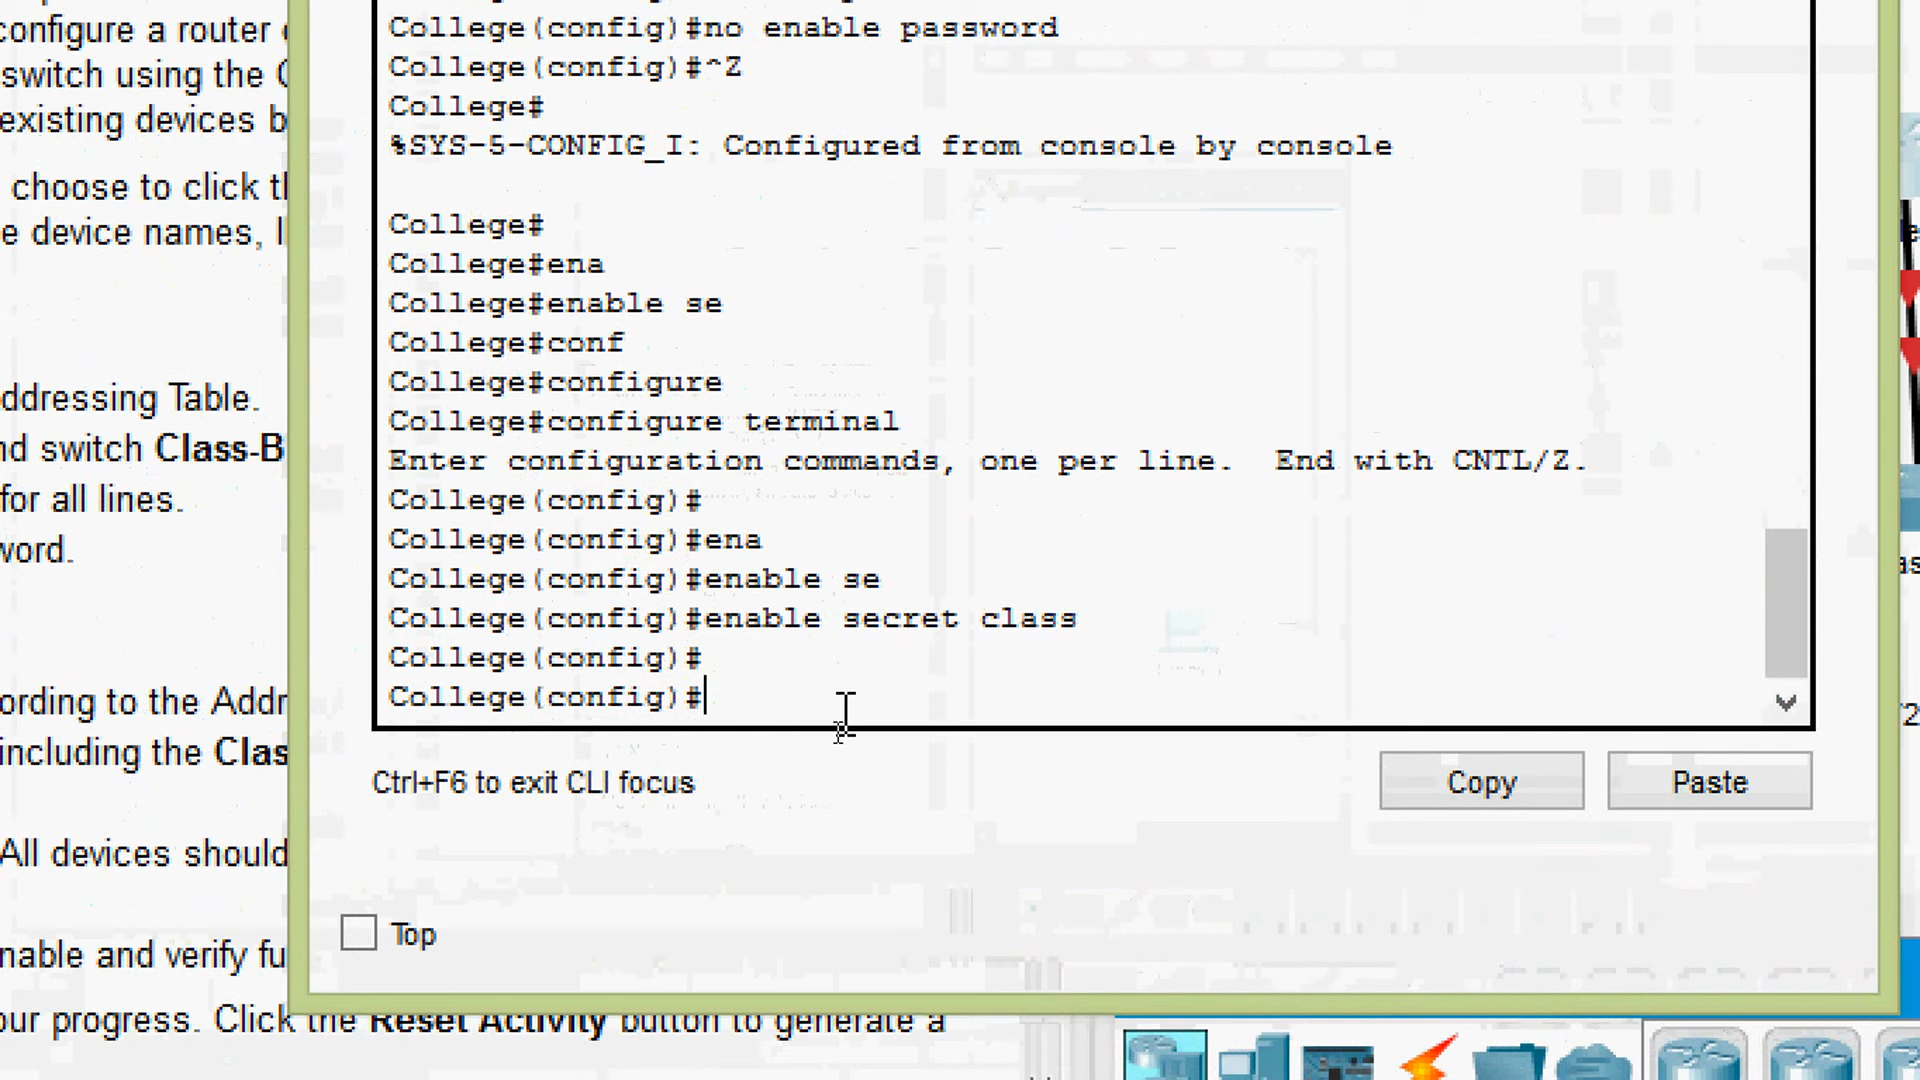 configure a router
switch using the
existing devices b
choose to click
e device names,
ddressing Table.
nd switch Class-B
for all lines.
word.
ording to the Addr
including the Clas
All devices should
nable and verify fu
our progress. Click the Reset Activity button to generate a
College(config)#no enable password
College(config)#^Z
College#
%SYS-5-CONFIG_I: Configured from console by console
College#
College#ena
College#enable se
College#conf
College#configure
College#configure terminal
Enter configuration commands, one per line.  End with CNTL/Z.
College(config)#
College(config)#ena
College(config)#enable se
College(config)#enable secret class
College(config)#
College(config)#
Ctrl+F6 to exit CLI focus
Copy
Paste
Top